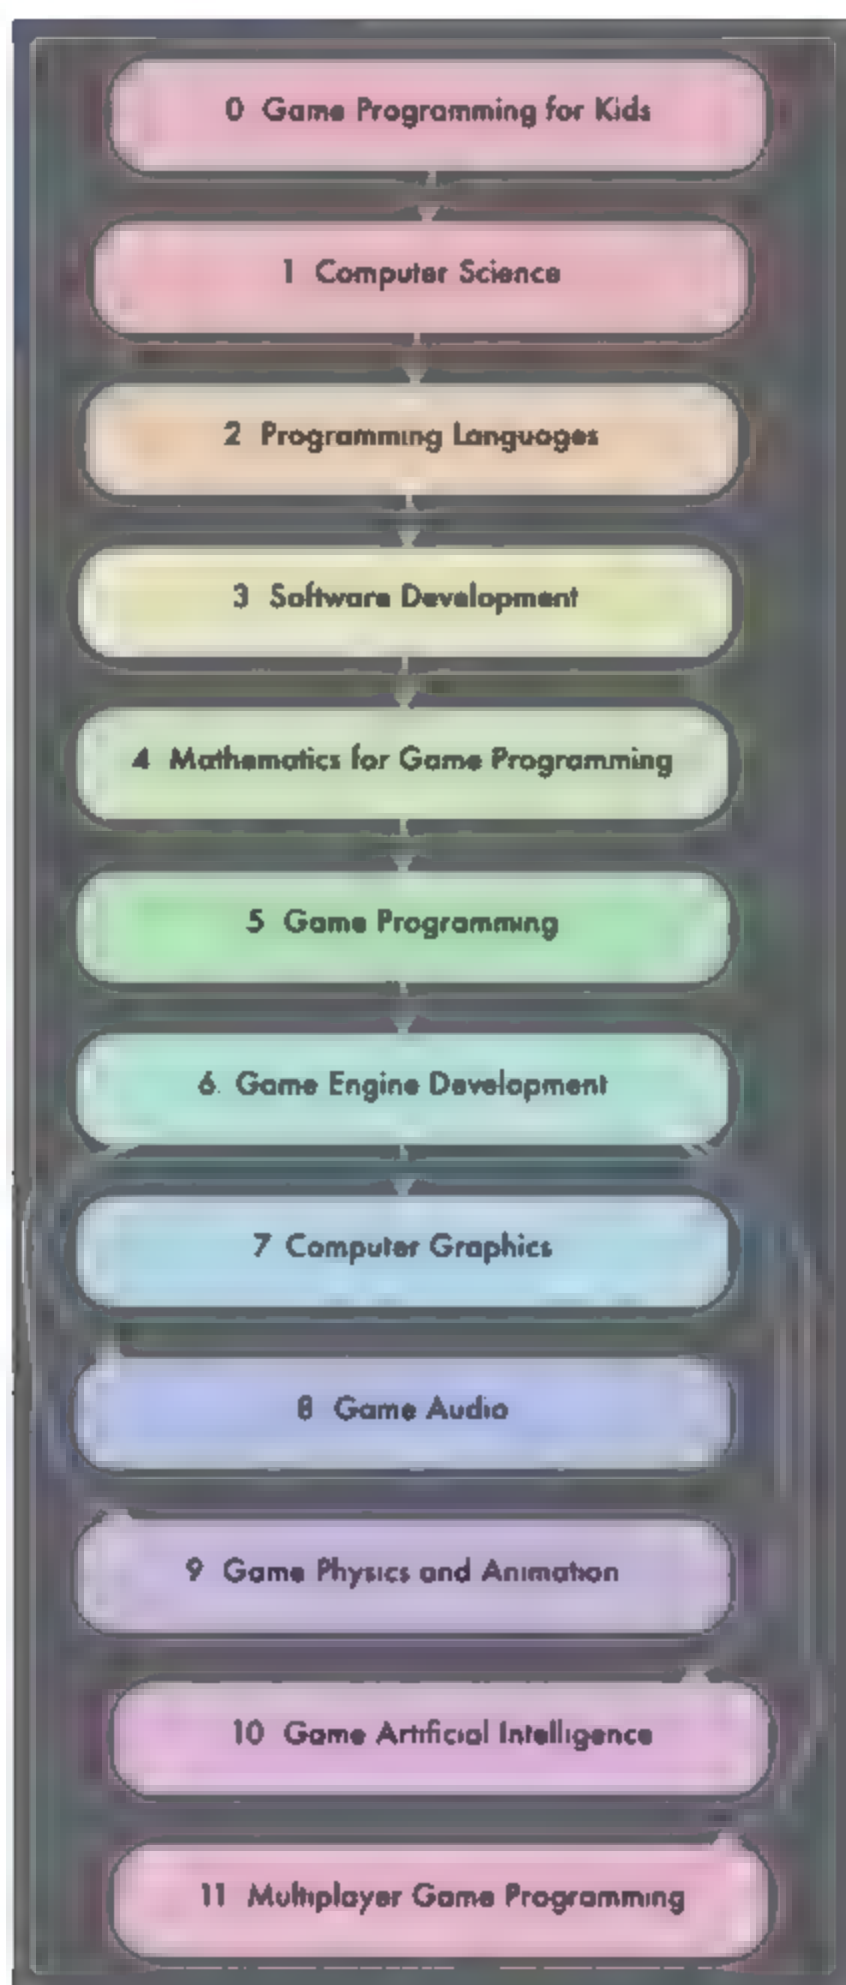 0 Game Programming for Kids
1 Computer Science
2 Programming Languages
3 Software Development
4 Mathematics for Game Programming
5 Game Programming
6. Game Engine Development
7 Computer Graphics
8 Game Audio
9 Game Physics and Animation
10 Game Artificial Intelligence
11 Multiplayer Game Programming